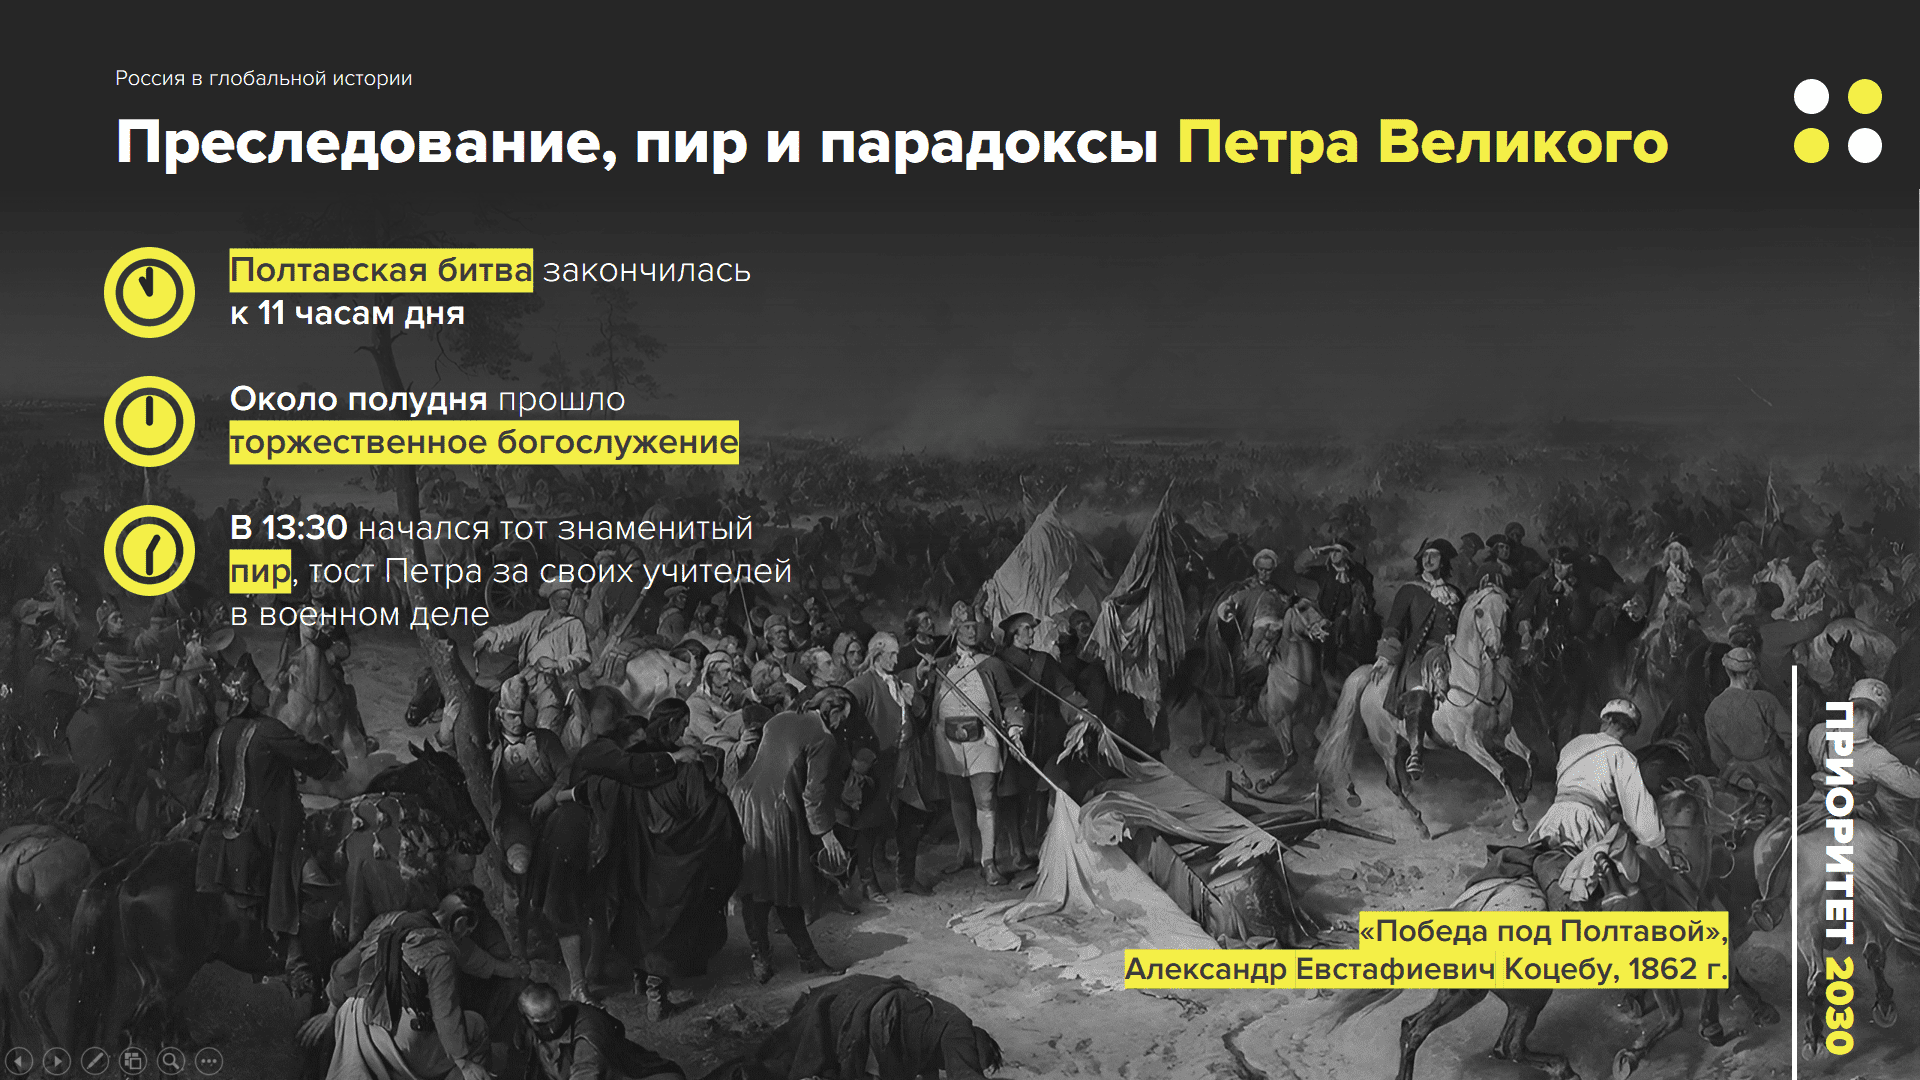 Россия в глобальной истории
Преследование, пир и парадоксы Петра Великого
Полтавская битва закончилась
к 11 часам дня
Около полудня прошло
торжественное богослужение
В 13:30 начался тот знаменитый
пир, тост Петра за своих учителей
в военном деле
«Победа под Полтавой»,
Александр Евстафиевич Коцебу, 1862 г.
ПРИОРИТЕТ 2030